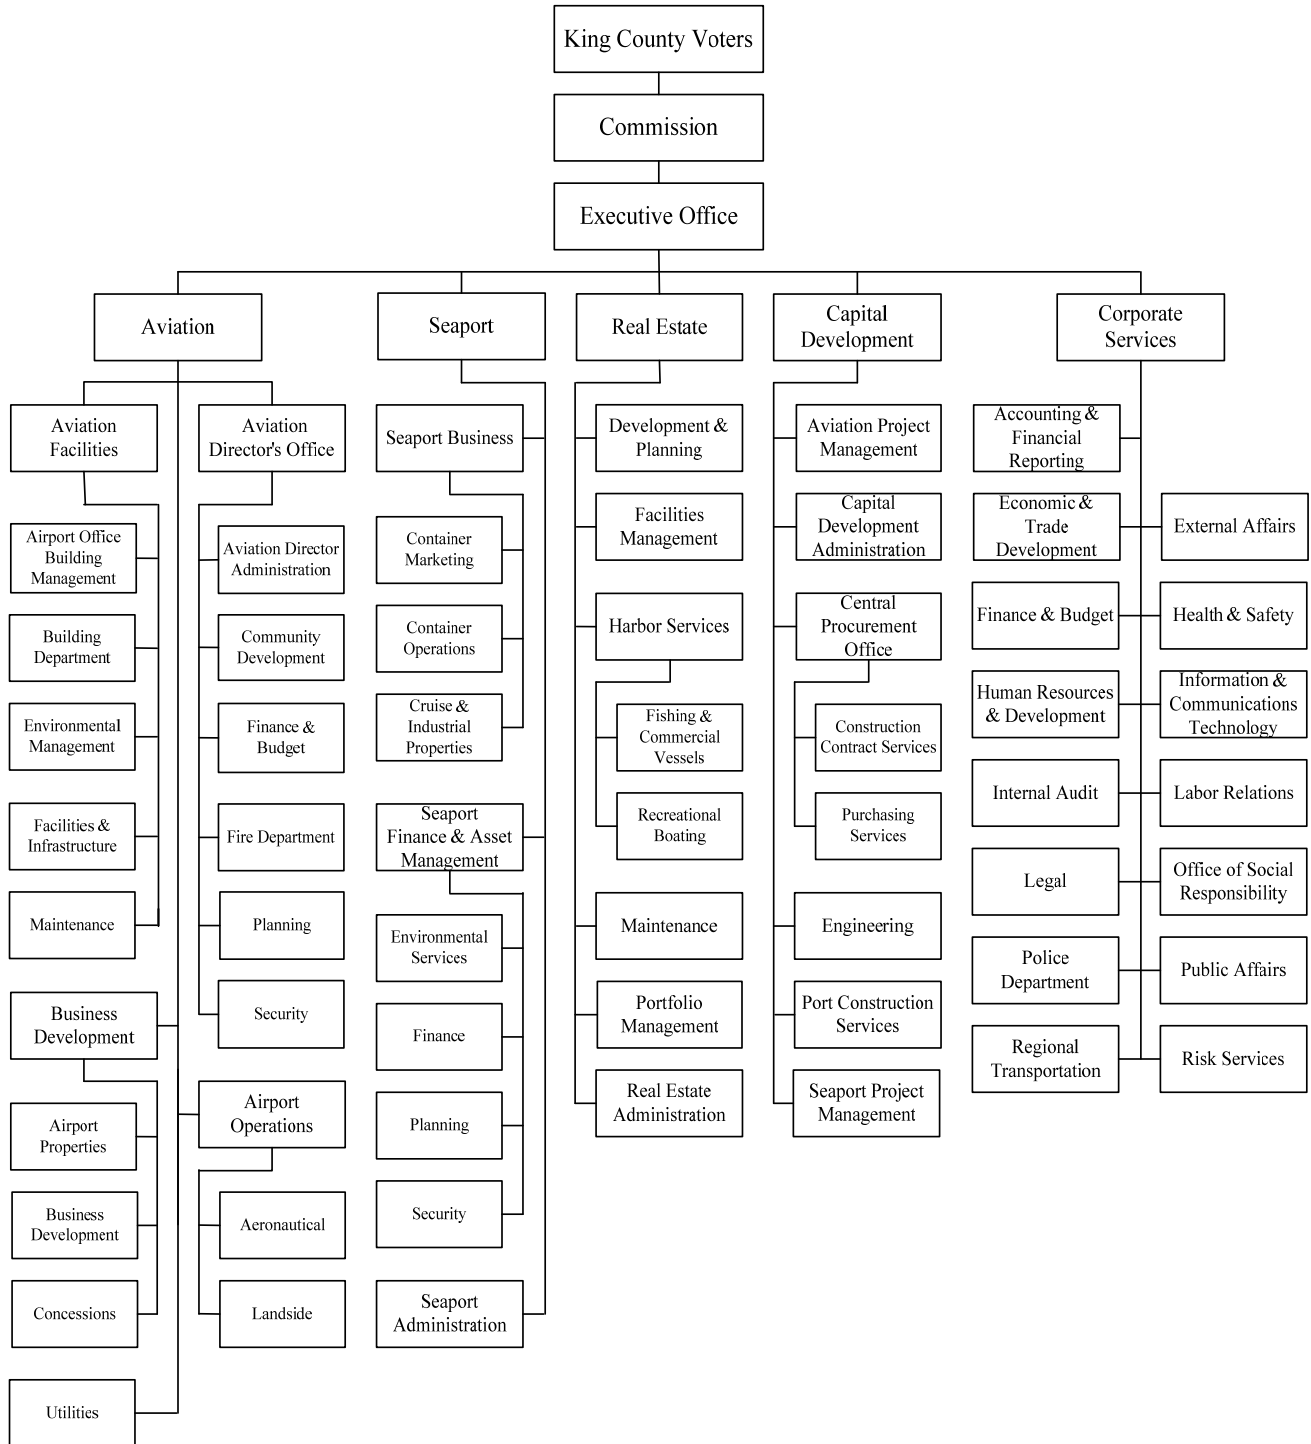 King County Voters
Commission
Executive Office
Aviation
Seaport
Real Estate
Capital
Development
Corporate
Services
Aviation
Facilities
Airport Office
Building
Management
Building
Department
Environmental
Management
Facilities &
Infrastructure
Maintenance
Aviation
Director's Office
Aviation Director
Administration
Community
Development
Finance &
Budget
Fire Department
Planning
Security
Business
Development
Airport
Properties
Business
Development
Concessions
Airport
Operations
Aeronautical
Landside
Utilities
Seaport Business
Container
Marketing
Container
Operations
Cruise &
Industrial
Properties
Seaport
Finance & Asset
Management
Environmental
Services
Finance
Planning
Security
Seaport
Administration
Development &
Planning
Facilities
Management
Harbor Services
Fishing &
Commercial
Vessels
Recreational
Boating
Maintenance
Portfolio
Management
Real Estate
Administration
Aviation Project
Management
Capital
Development
Administration
Central
Procurement
Office
Construction
Contract Services
Purchasing
Services
Engineering
Port Construction
Services
Seaport Project
Management
Accounting &
Financial
Reporting
Economic &
Trade
Development
External Affairs
Finance & Budget
Health & Safety
Human Resources
& Development
Information &
Communications
Technology
Internal Audit
Labor Relations
Legal
Office of Social
Responsibility
Police
Department
Public Affairs
Regional
Transportation
Risk Services